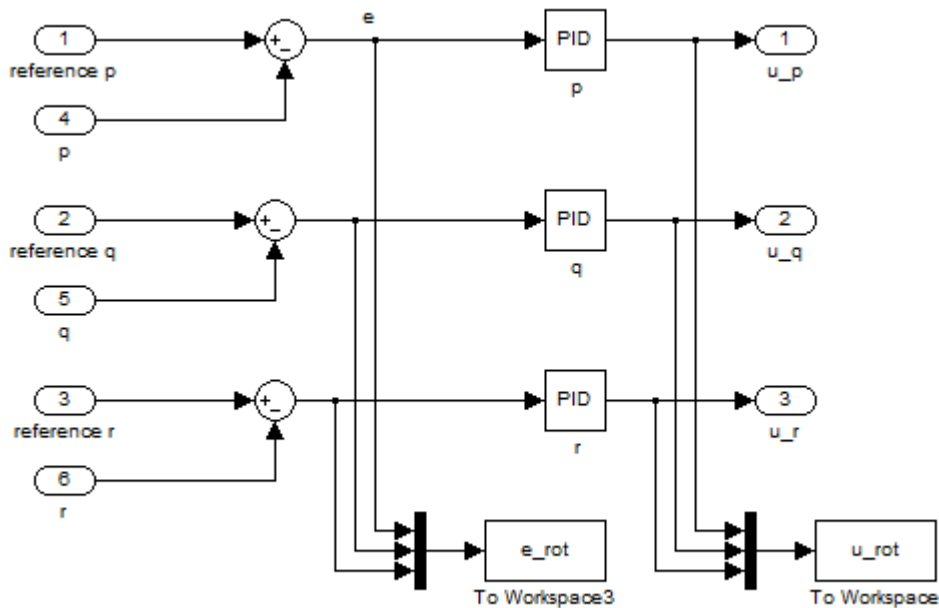 e
1
+
−
PID
1
reference p
p
u_p
4
p
2
+
−
PID
2
reference q
q
u_q
5
q
3
+
−
PID
3
reference r
r
u_r
6
r
e_rot
u_rot
To Workspace3
To Workspace